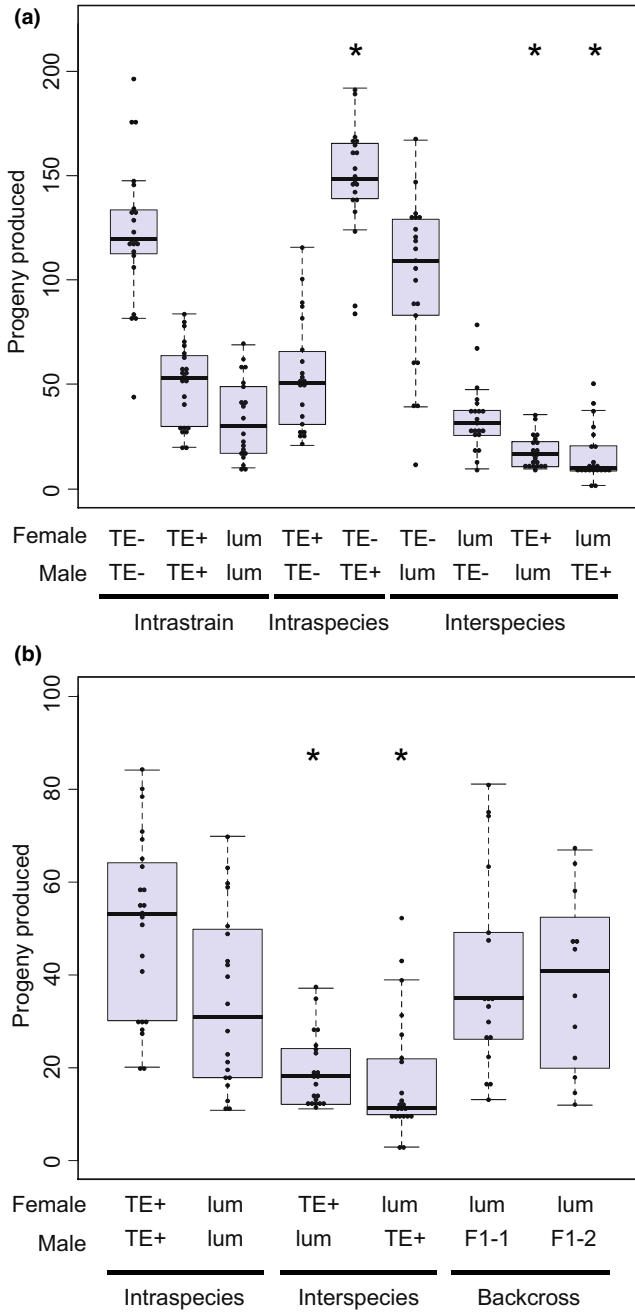 (a)
* * *
200
150
100
50
0
Progeny produced
Female TE- TE+ lum TE+ TE- TE- lum TE+ lum
Male TE- TE+ lum TE- TE+ lum TE- lum TE+
Intrastrain Intraspecies Interspecies
(b)
100
* *
80
60
40
20
0
Progeny produced
Female TE+ lum TE+ lum lum lum
Male TE+ lum lum TE+ F1-1 F1-2
Intraspecies Interspecies Backcross